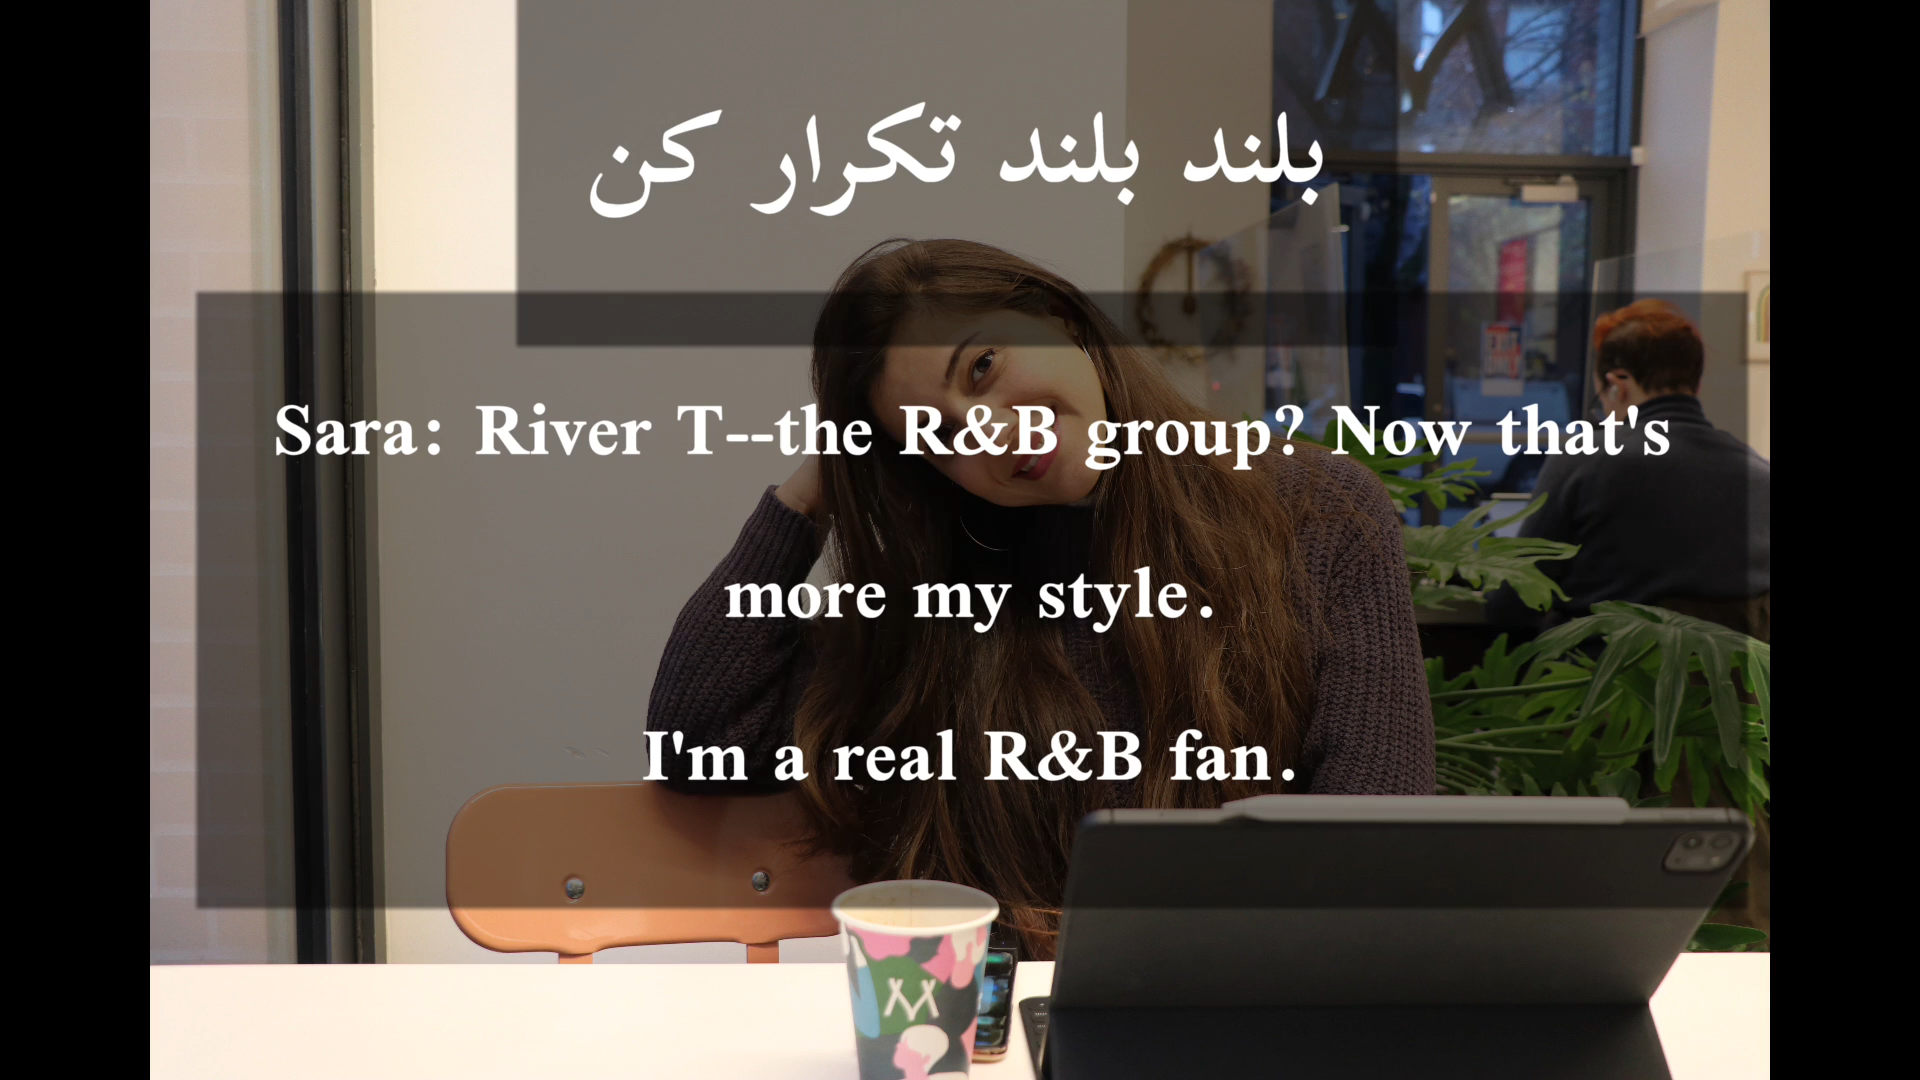 بلند بلند تکرار کن
Sara: River T--the R&B group? Now that's
more my style.
I'm a real R&B fan.